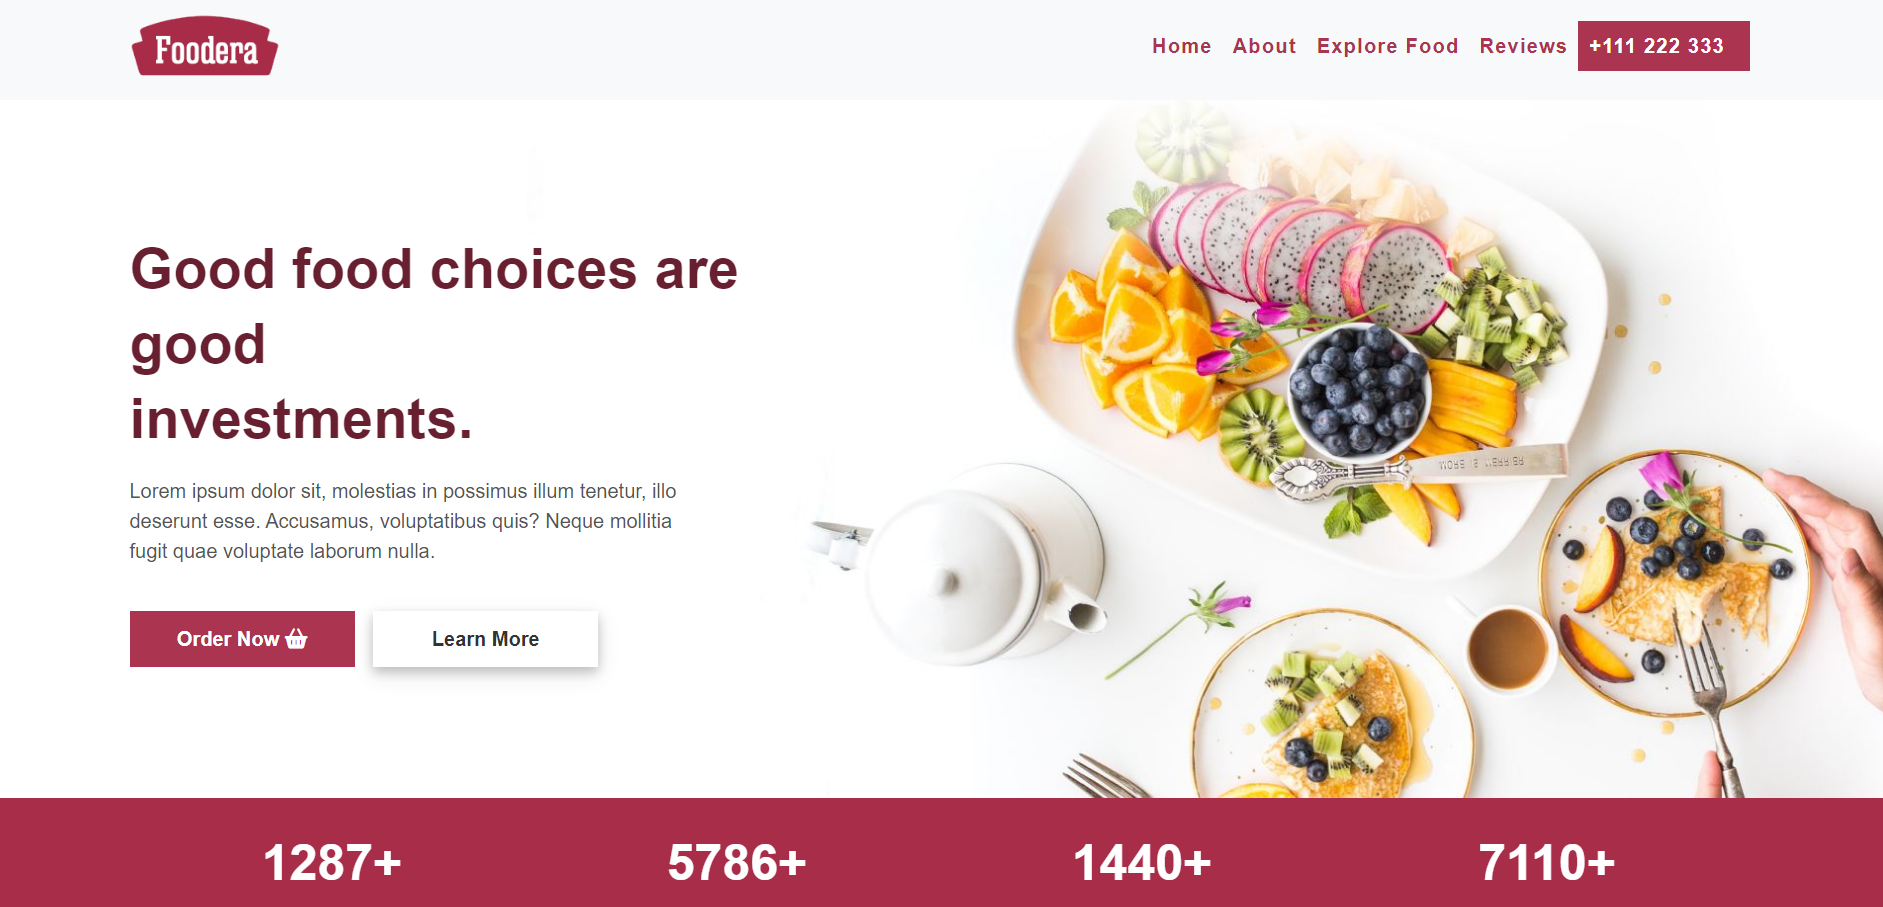 Foodera
Home About Explore Food Reviews +111 222 333
Good food choices are
good
investments.
Lorem ipsum dolor sit, molestias in possimus illum tenetur, illo
deserunt esse. Accusamus, voluptatibus quis? Neque mollitia
fugit quae voluptate laborum nulla.
Order Now Learn More
1287+ 5786+ 1440+ 7110+